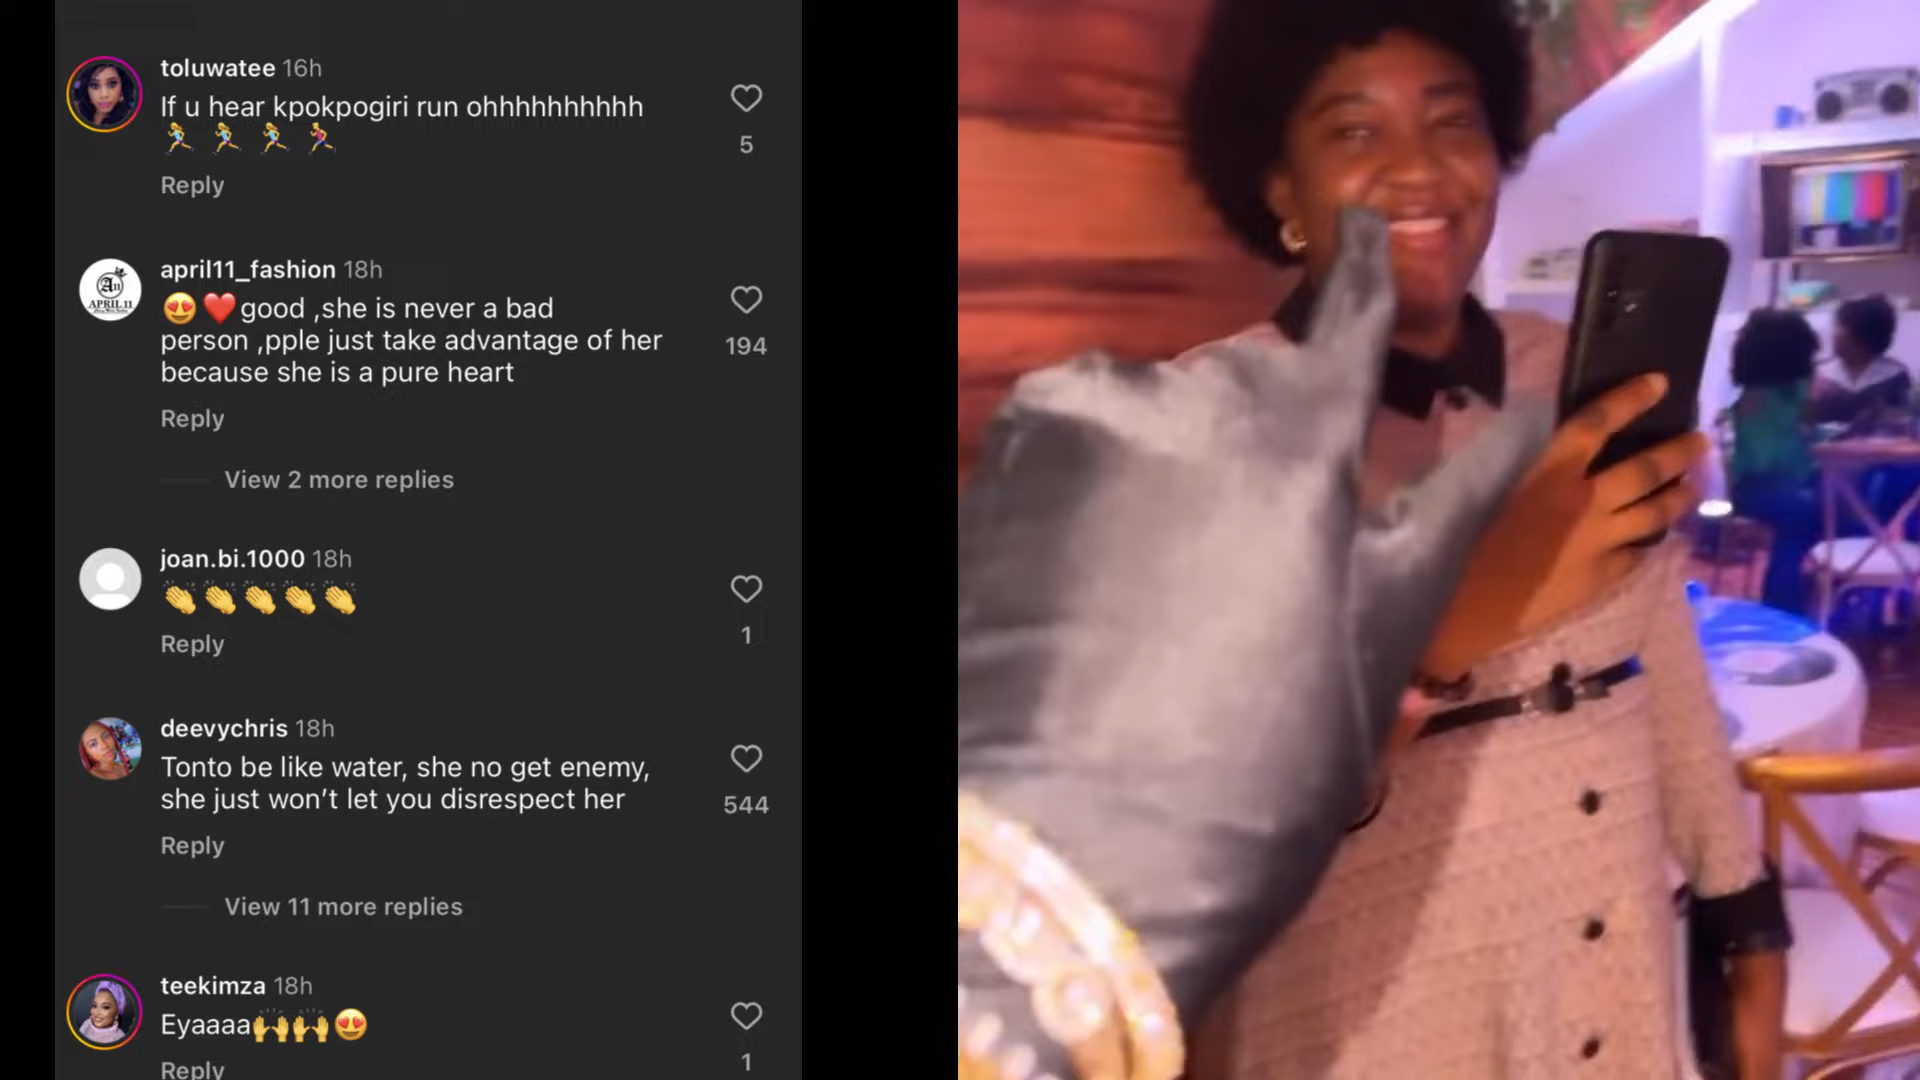 toluwatee 16h
If u hear kpokpogiri run ohhhhhhhhhh
🏃‍♀️🏃‍♀️🏃‍♀️🏃‍♀️
5
Reply
APRIL 11
april11_fashion 18h
😍❤️good ,she is never a bad
person ,pple just take advantage of her
because she is a pure heart
194
Reply
View 2 more replies
joan.bi.1000 18h
👏👏👏👏👏
1
Reply
deevychris 18h
Tonto be like water, she no get enemy,
she just won’t let you disrespect her
544
Reply
View 11 more replies
teekimza 18h
Eyaaaa🙌🙌😍
1
Reply